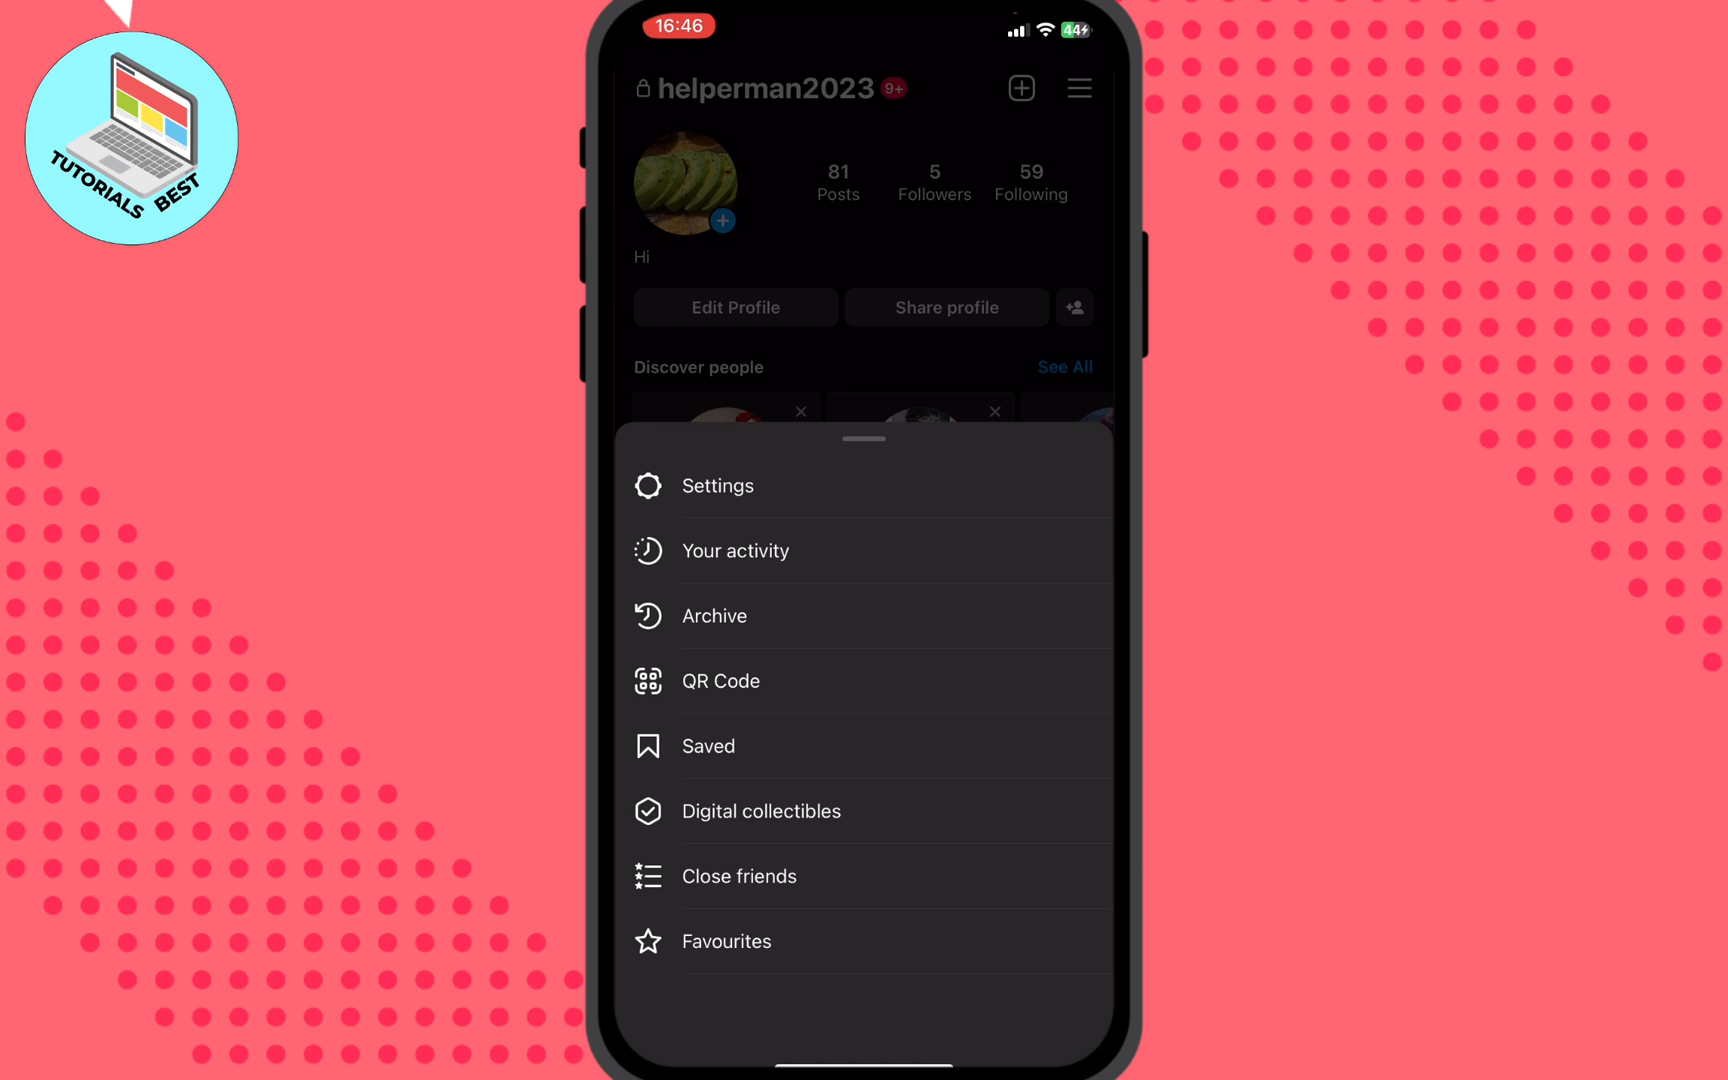 16:46
44
TUTORIALS BEST
helperman2023 9+
81 5 59
Posts Followers Following
Hi
Edit Profile Share profile
Discover people See All
Settings
Your activity
Archive
QR Code
Saved
Digital collectibles
Close friends
Favourites